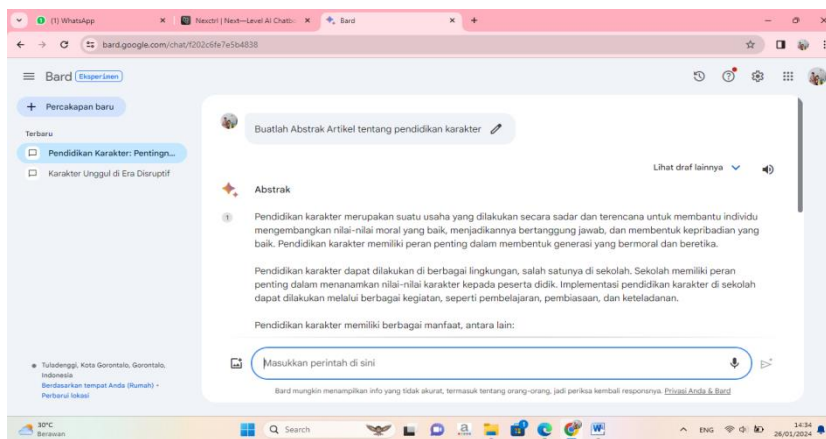 (1) WhatsApp
Nexctrl | Next—Level AI Chatb
Bard
bard.google.com/chat/f202c6fe7e5b4838
Bard Eksperimen
Percakapan baru
Terbaru
Pendidikan Karakter: Pentingn...
Karakter Unggul di Era Disruptif
Buatlah Abstrak Artikel tentang pendidikan karakter
Lihat draf lainnya
Abstrak
1
Pendidikan karakter merupakan suatu usaha yang dilakukan secara sadar dan terencana untuk membantu individu
mengembangkan nilai-nilai moral yang baik, menjadikannya bertanggung jawab, dan membentuk kepribadian yang
baik. Pendidikan karakter memiliki peran penting dalam membentuk generasi yang bermoral dan beretika.
Pendidikan karakter dapat dilakukan di berbagai lingkungan, salah satunya di sekolah. Sekolah memiliki peran
penting dalam menanamkan nilai-nilai karakter kepada peserta didik. Implementasi pendidikan karakter di sekolah
dapat dilakukan melalui berbagai kegiatan, seperti pembelajaran, pembiasaan, dan keteladanan.
Pendidikan karakter memiliki berbagai manfaat, antara lain:
Tuladenggi, Kota Gorontalo, Gorontalo,
Indonesia
Berdasarkan tempat Anda (Rumah) •
Perbarui lokasi
Masukkan perintah di sini
Bard mungkin menampilkan info yang tidak akurat, termasuk tentang orang-orang, jadi periksa kembali responsnya. Privasi Anda & Bard
30°C
Berawan
Search
ENG
14:34
26/01/2024